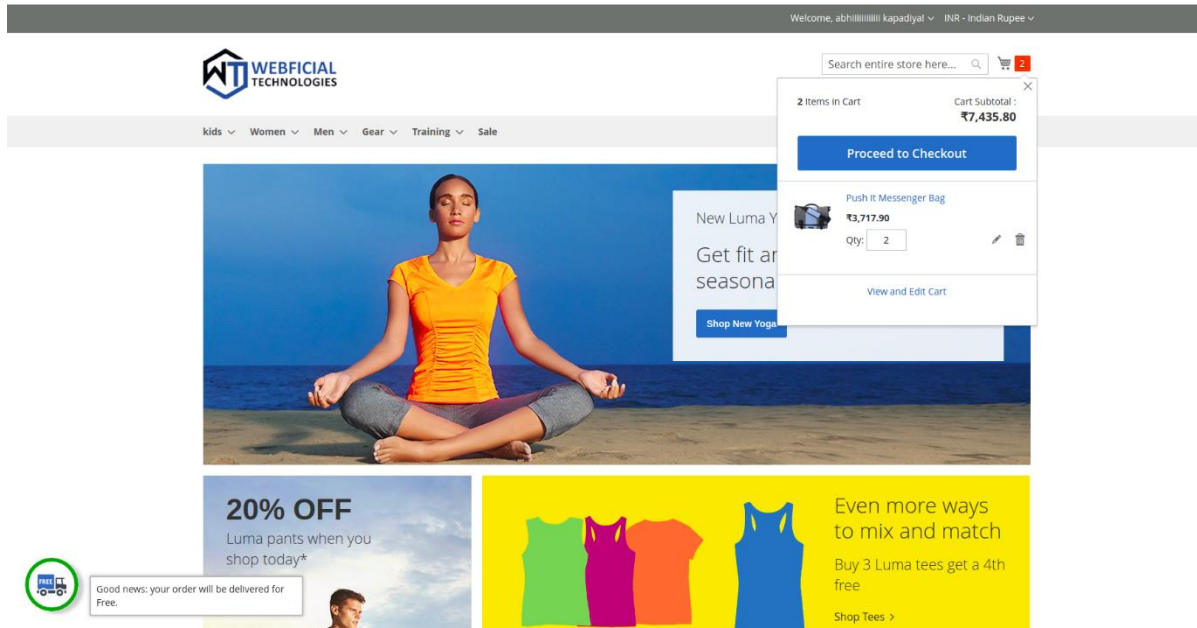 Welcome, abhiiiiiiiiiii kapadiya! INR - Indian Rupee
WEBFICIAL
TECHNOLOGIES
Search entire store here...
2
2 Items in Cart
Cart Subtotal :
₹7,435.80
Proceed to Checkout
kids Women Men Gear Training Sale
Push It Messenger Bag
₹3,717.90
Qty: 2
View and Edit Cart
New Luma Y
Get fit an
seasona
Shop New Yoga
20% OFF
Luma pants when you
shop today*
Even more ways
to mix and match
Buy 3 Luma tees get a 4th
free
Shop Tees >
FREE
Good news: your order will be delivered for
Free.